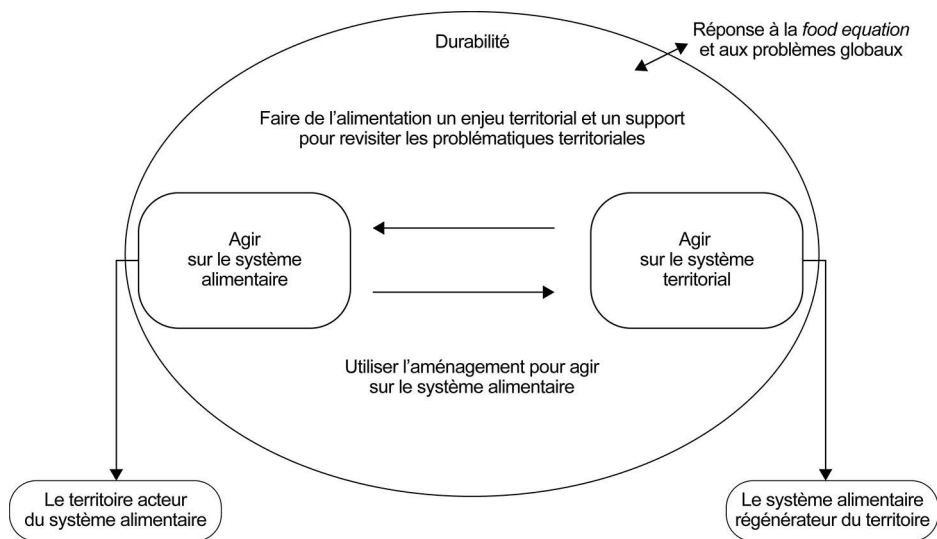 Durabilité
Réponse à la food equation
et aux problèmes globaux
Faire de l’alimentation un enjeu territorial et un support
pour revisiter les problématiques territoriales
Agir
sur le système
alimentaire
Agir
sur le système
territorial
Utiliser l’aménagement pour agir
sur le système alimentaire
Le territoire acteur
du système alimentaire
Le système alimentaire
régénérateur du territoire